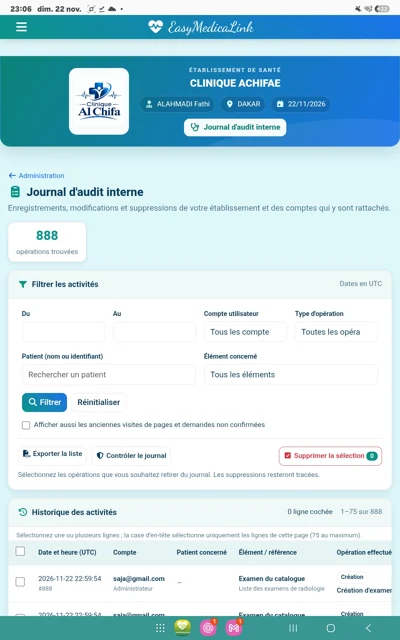 23:06 dim. 22 nov.
EasyMedicaLink
ÉTABLISSEMENT DE SANTÉ
CLINIQUE ACHIFAE
Clinique
Al Chifa
ALAHMADI Fathi
DAKAR
22/11/2026
Journal d'audit interne
← Administration
Journal d'audit interne
Enregistrements, modifications et suppressions de votre établissement et des comptes qui y sont rattachés.
888
opérations trouvées
Filtrer les activités
Dates en UTC
Du
Au
Compte utilisateur
Type d'opération
Tous les compte
Toutes les opéra
Patient (nom ou identifiant)
Élément concerné
Rechercher un patient
Tous les éléments
Filtrer
Réinitialiser
Afficher aussi les anciennes visites de pages et demandes non confirmées
Exporter la liste
Contrôler le journal
Supprimer la sélection 0
Sélectionnez les opérations que vous souhaitez retirer du journal. Les suppressions resteront tracées.
Historique des activités
0 ligne cochée
1–75 sur 888
Sélectionnez une ou plusieurs lignes ; la case d'en-tête sélectionne uniquement les lignes de cette page (75 au maximum)
Date et heure (UTC)
Compte
Patient concerné
Élément / référence
Opération effectué
2026-11-22 22:59:54
#888
saja@gmail.com
Administrateur
—
Examen du catalogue
Liste des examens de radiologie
Création
Création d'examen